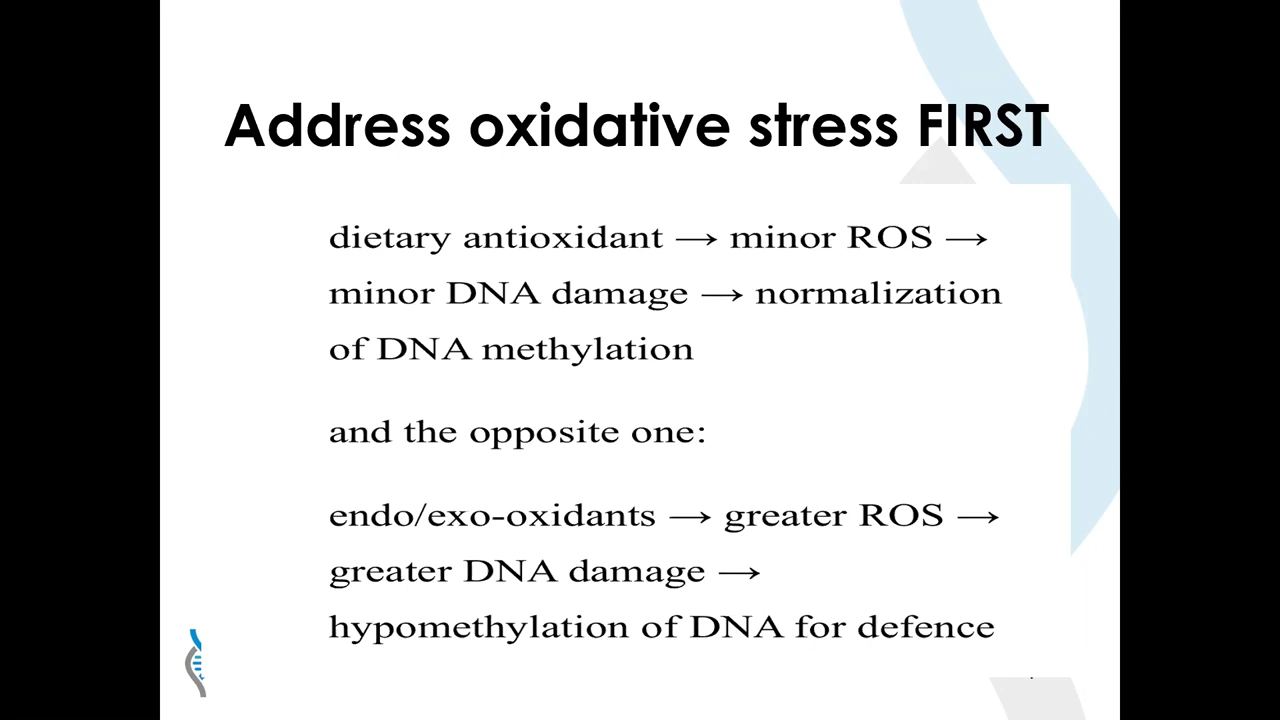 Address oxidative stress FIRST
dietary antioxidant → minor ROS →
minor DNA damage → normalization
of DNA methylation
and the opposite one:
endo/exo-oxidants → greater ROS →
greater DNA damage →
hypomethylation of DNA for defence